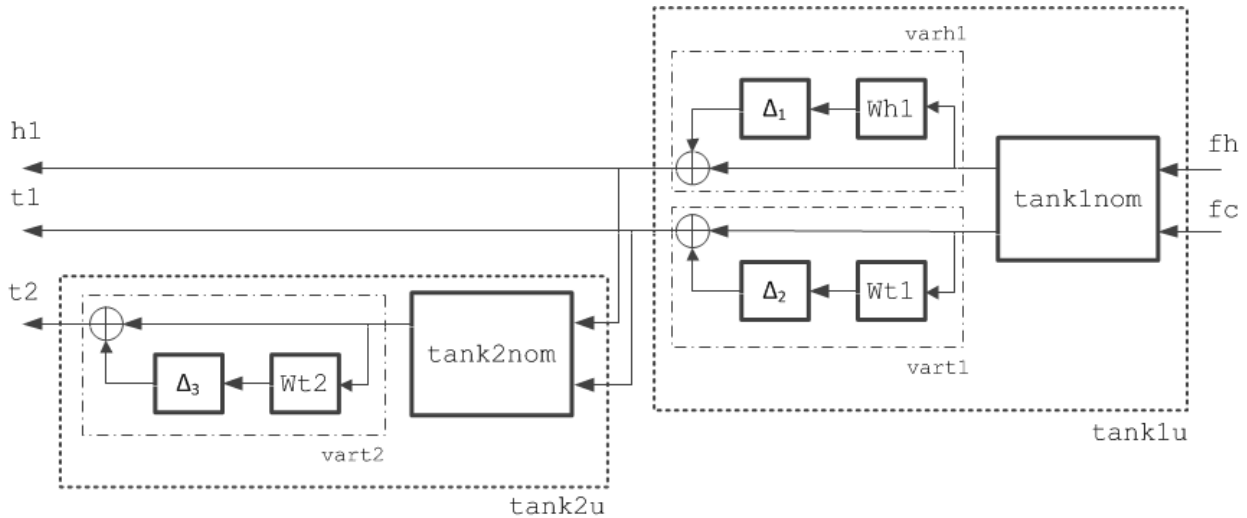 varh1
Δ₁
Wh1
h1
fh
tank1nom
t1
fc
Δ₂
Wt1
t2
tank2nom
vart1
Δ₃
Wt2
tank1u
vart2
tank2u